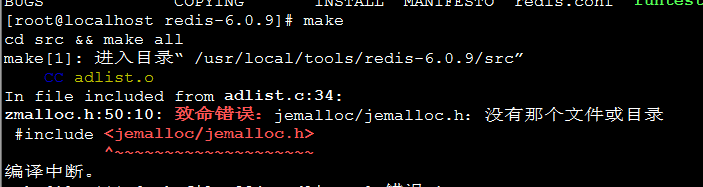 BUGS COPYING INSTALL MANIFESTO redis.conf runtest
[root@localhost redis-6.0.9]# make
cd src && make all
make[1]: 进入目录“ /usr/local/tools/redis-6.0.9/src”
CC adlist.o
In file included from adlist.c:34:
zmalloc.h:50:10: 致命错误：jemalloc/jemalloc.h：没有那个文件或目录
#include <jemalloc/jemalloc.h>
^~~~~~~~~~~~~~~~~~~~~
编译中断。